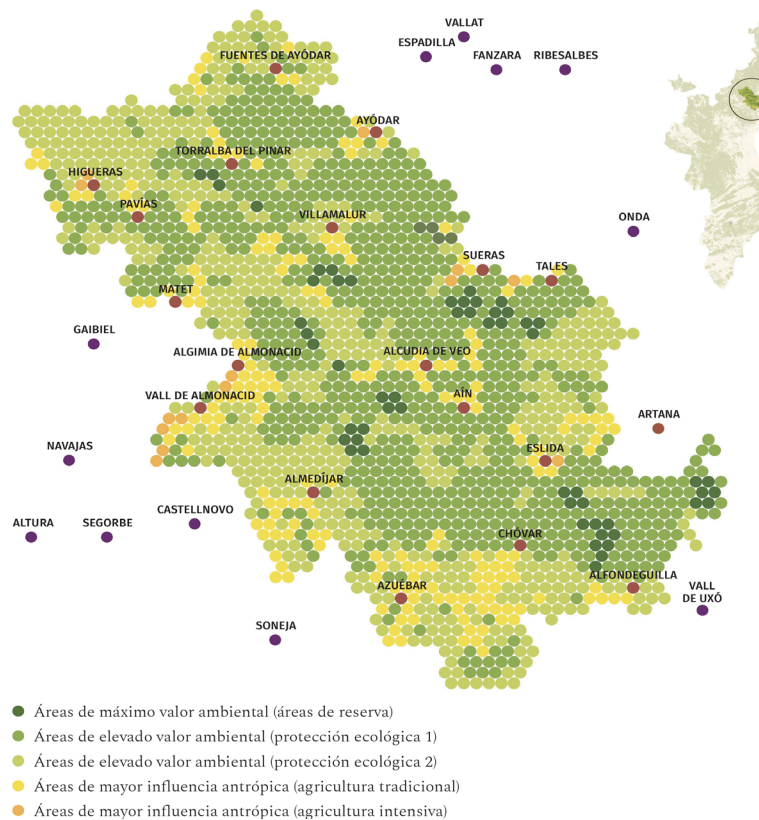 VALLAT
ESPADILLA
FANZARA
RIBESALBES
FUENTES DE AYÓDAR
AYÓDAR
TORRALBA DEL PINAR
HIGUERAS
PAVÍAS
VILLAMALUR
ONDA
SUERAS
TALES
MATET
GAIBIEL
ALGIMIA DE ALMONACID
ALCUDIA DE VEO
VALL DE ALMONACID
AÍN
ARTANA
NAVAJAS
ESLIDA
ALMEDÍJAR
CASTELLNOVO
ALTURA
SEGORBE
CHÓVAR
AZUÉBAR
ALFONDEGUILLA
VALL
DE UXÓ
SONEJA
Áreas de máximo valor ambiental (áreas de reserva)
Áreas de elevado valor ambiental (protección ecológica 1)
Áreas de elevado valor ambiental (protección ecológica 2)
Áreas de mayor influencia antrópica (agricultura tradicional)
Áreas de mayor influencia antrópica (agricultura intensiva)